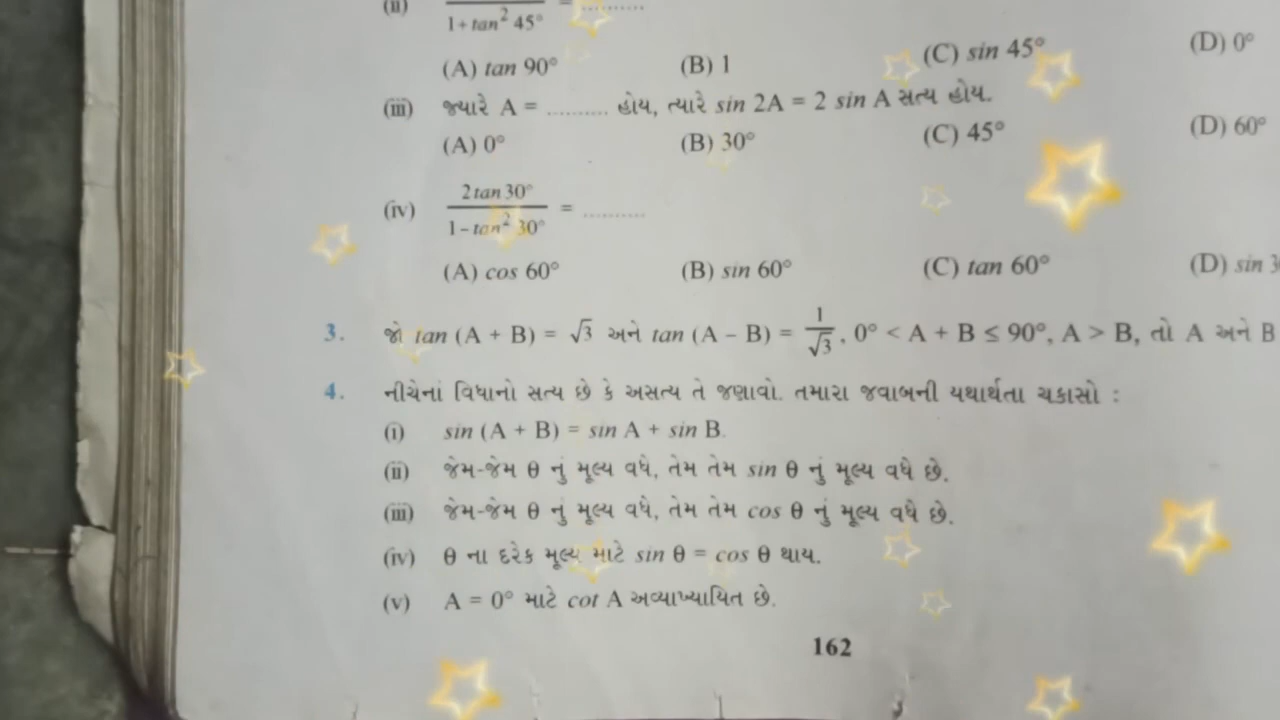 (ii) 1+tan² 45° = ..........
(A) tan 90° (B) 1 (C) sin 45° (D) 0°
(iii) જ્યારે A = .......... હોય, ત્યારે sin 2A = 2 sin A સત્ય હોય.
(A) 0° (B) 30° (C) 45° (D) 60°
(iv) 2 tan 30° / 1 – tan² 30° = ..........
(A) cos 60° (B) sin 60° (C) tan 60° (D) sin
3. જો tan (A + B) = √3 અને tan (A – B) = 1/√3, 0° < A + B ≤ 90°, A > B, તો A અને B
4. નીચેનાં વિધાનો સત્ય છે કે અસત્ય તે જણાવો. તમારા જવાબની યથાર્થતા ચકાસો :
(i) sin (A + B) = sin A + sin B.
(ii) જેમ-જેમ θ નું મૂલ્ય વધે, તેમ તેમ sin θ નું મૂલ્ય વધે છે.
(iii) જેમ-જેમ θ નું મૂલ્ય વધે, તેમ તેમ cos θ નું મૂલ્ય વધે છે.
(iv) θ ના દરેક મૂલ્ય માટે sin θ = cos θ થાય.
(v) A = 0° માટે cot A અવ્યાખ્યાયિત છે.
162